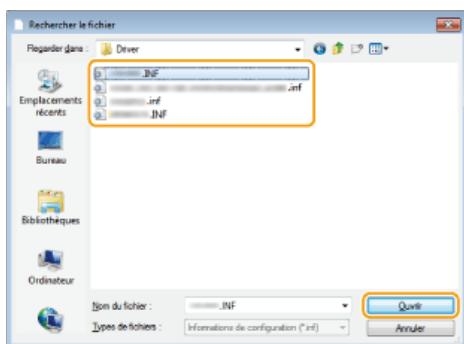 Rechercher le fichier
Regarder dans :
Driver
.INF
.inf
.inf
.INF
Emplacements
récents
Bureau
Bibliothèques
Ordinateur
Nom du fichier :
.INF
Ouvrir
Types de fichiers :
Informations de configuration (*.inf)
Annuler